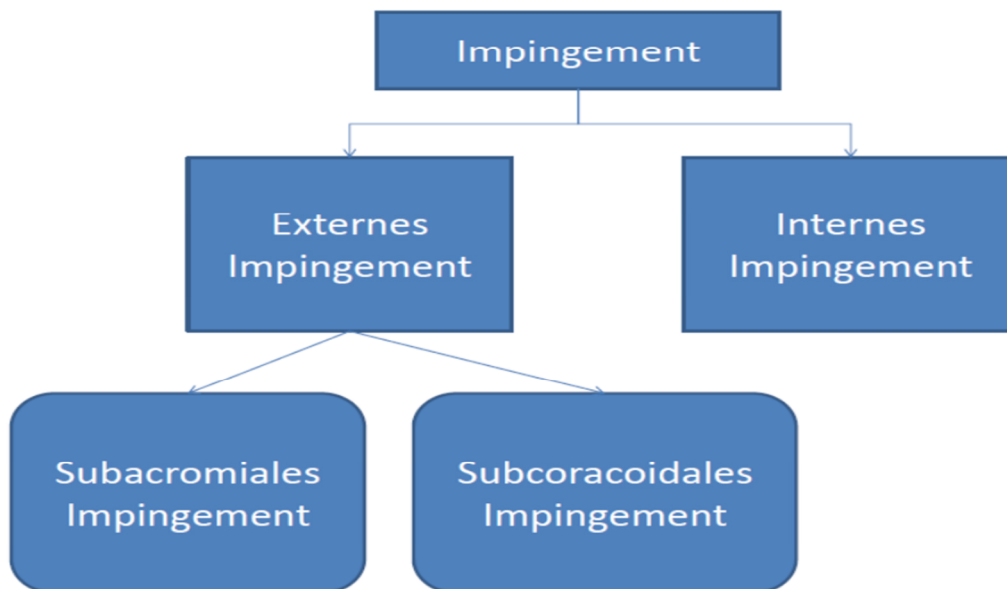 Impingement
Externes
Impingement
Internes
Impingement
Subacromiales
Impingement
Subcoracoidales
Impingement